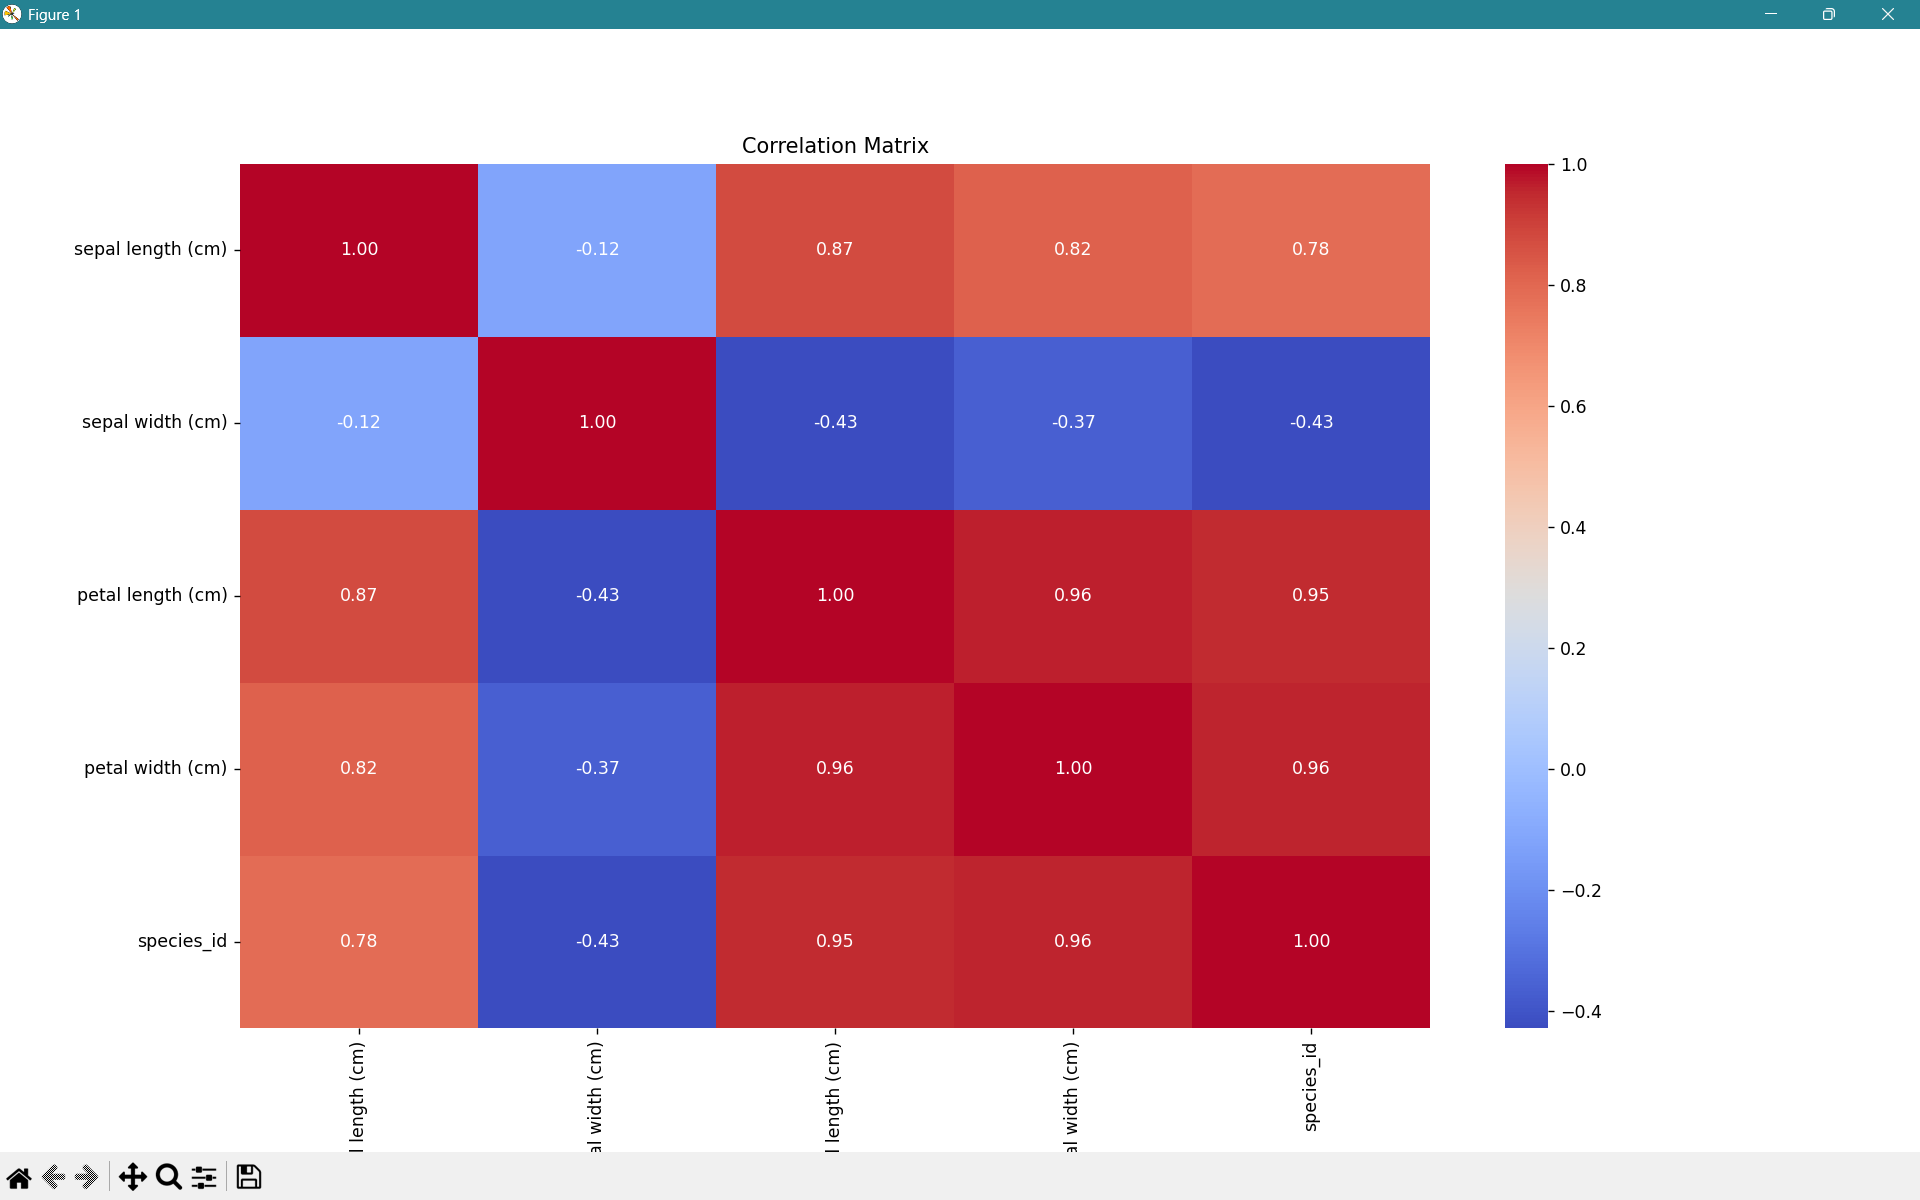 Figure 1
Correlation Matrix
sepal length (cm) 1.00 -0.12 0.87 0.82 0.78
sepal width (cm) -0.12 1.00 -0.43 -0.37 -0.43
petal length (cm) 0.87 -0.43 1.00 0.96 0.95
petal width (cm) 0.82 -0.37 0.96 1.00 0.96
species_id 0.78 -0.43 0.95 0.96 1.00
l length (cm)
al width (cm)
l length (cm)
al width (cm)
species_id
1.0
0.8
0.6
0.4
0.2
0.0
−0.2
−0.4